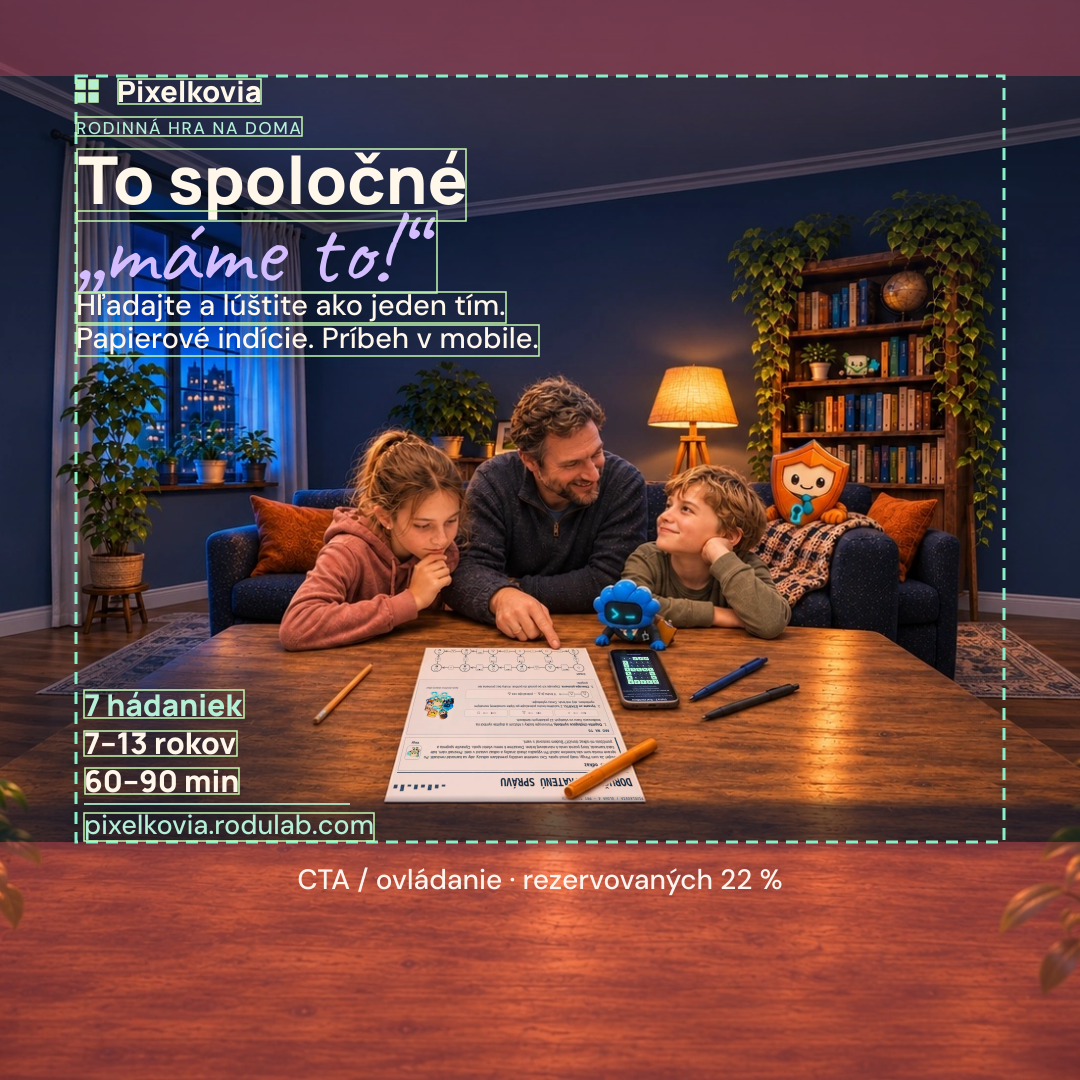 Pixelkovia
RODINNÁ HRA NA DOMA
To spoločné
„máme to!“
Hľadajte a lúštite ako jeden tím.
Papierové indície. Príbeh v mobile.
7 hádaniek
7–13 rokov
60–90 min
pixelkovia.rodulab.com
SPRÁVU
CTA / ovládanie · rezervovaných 22 %